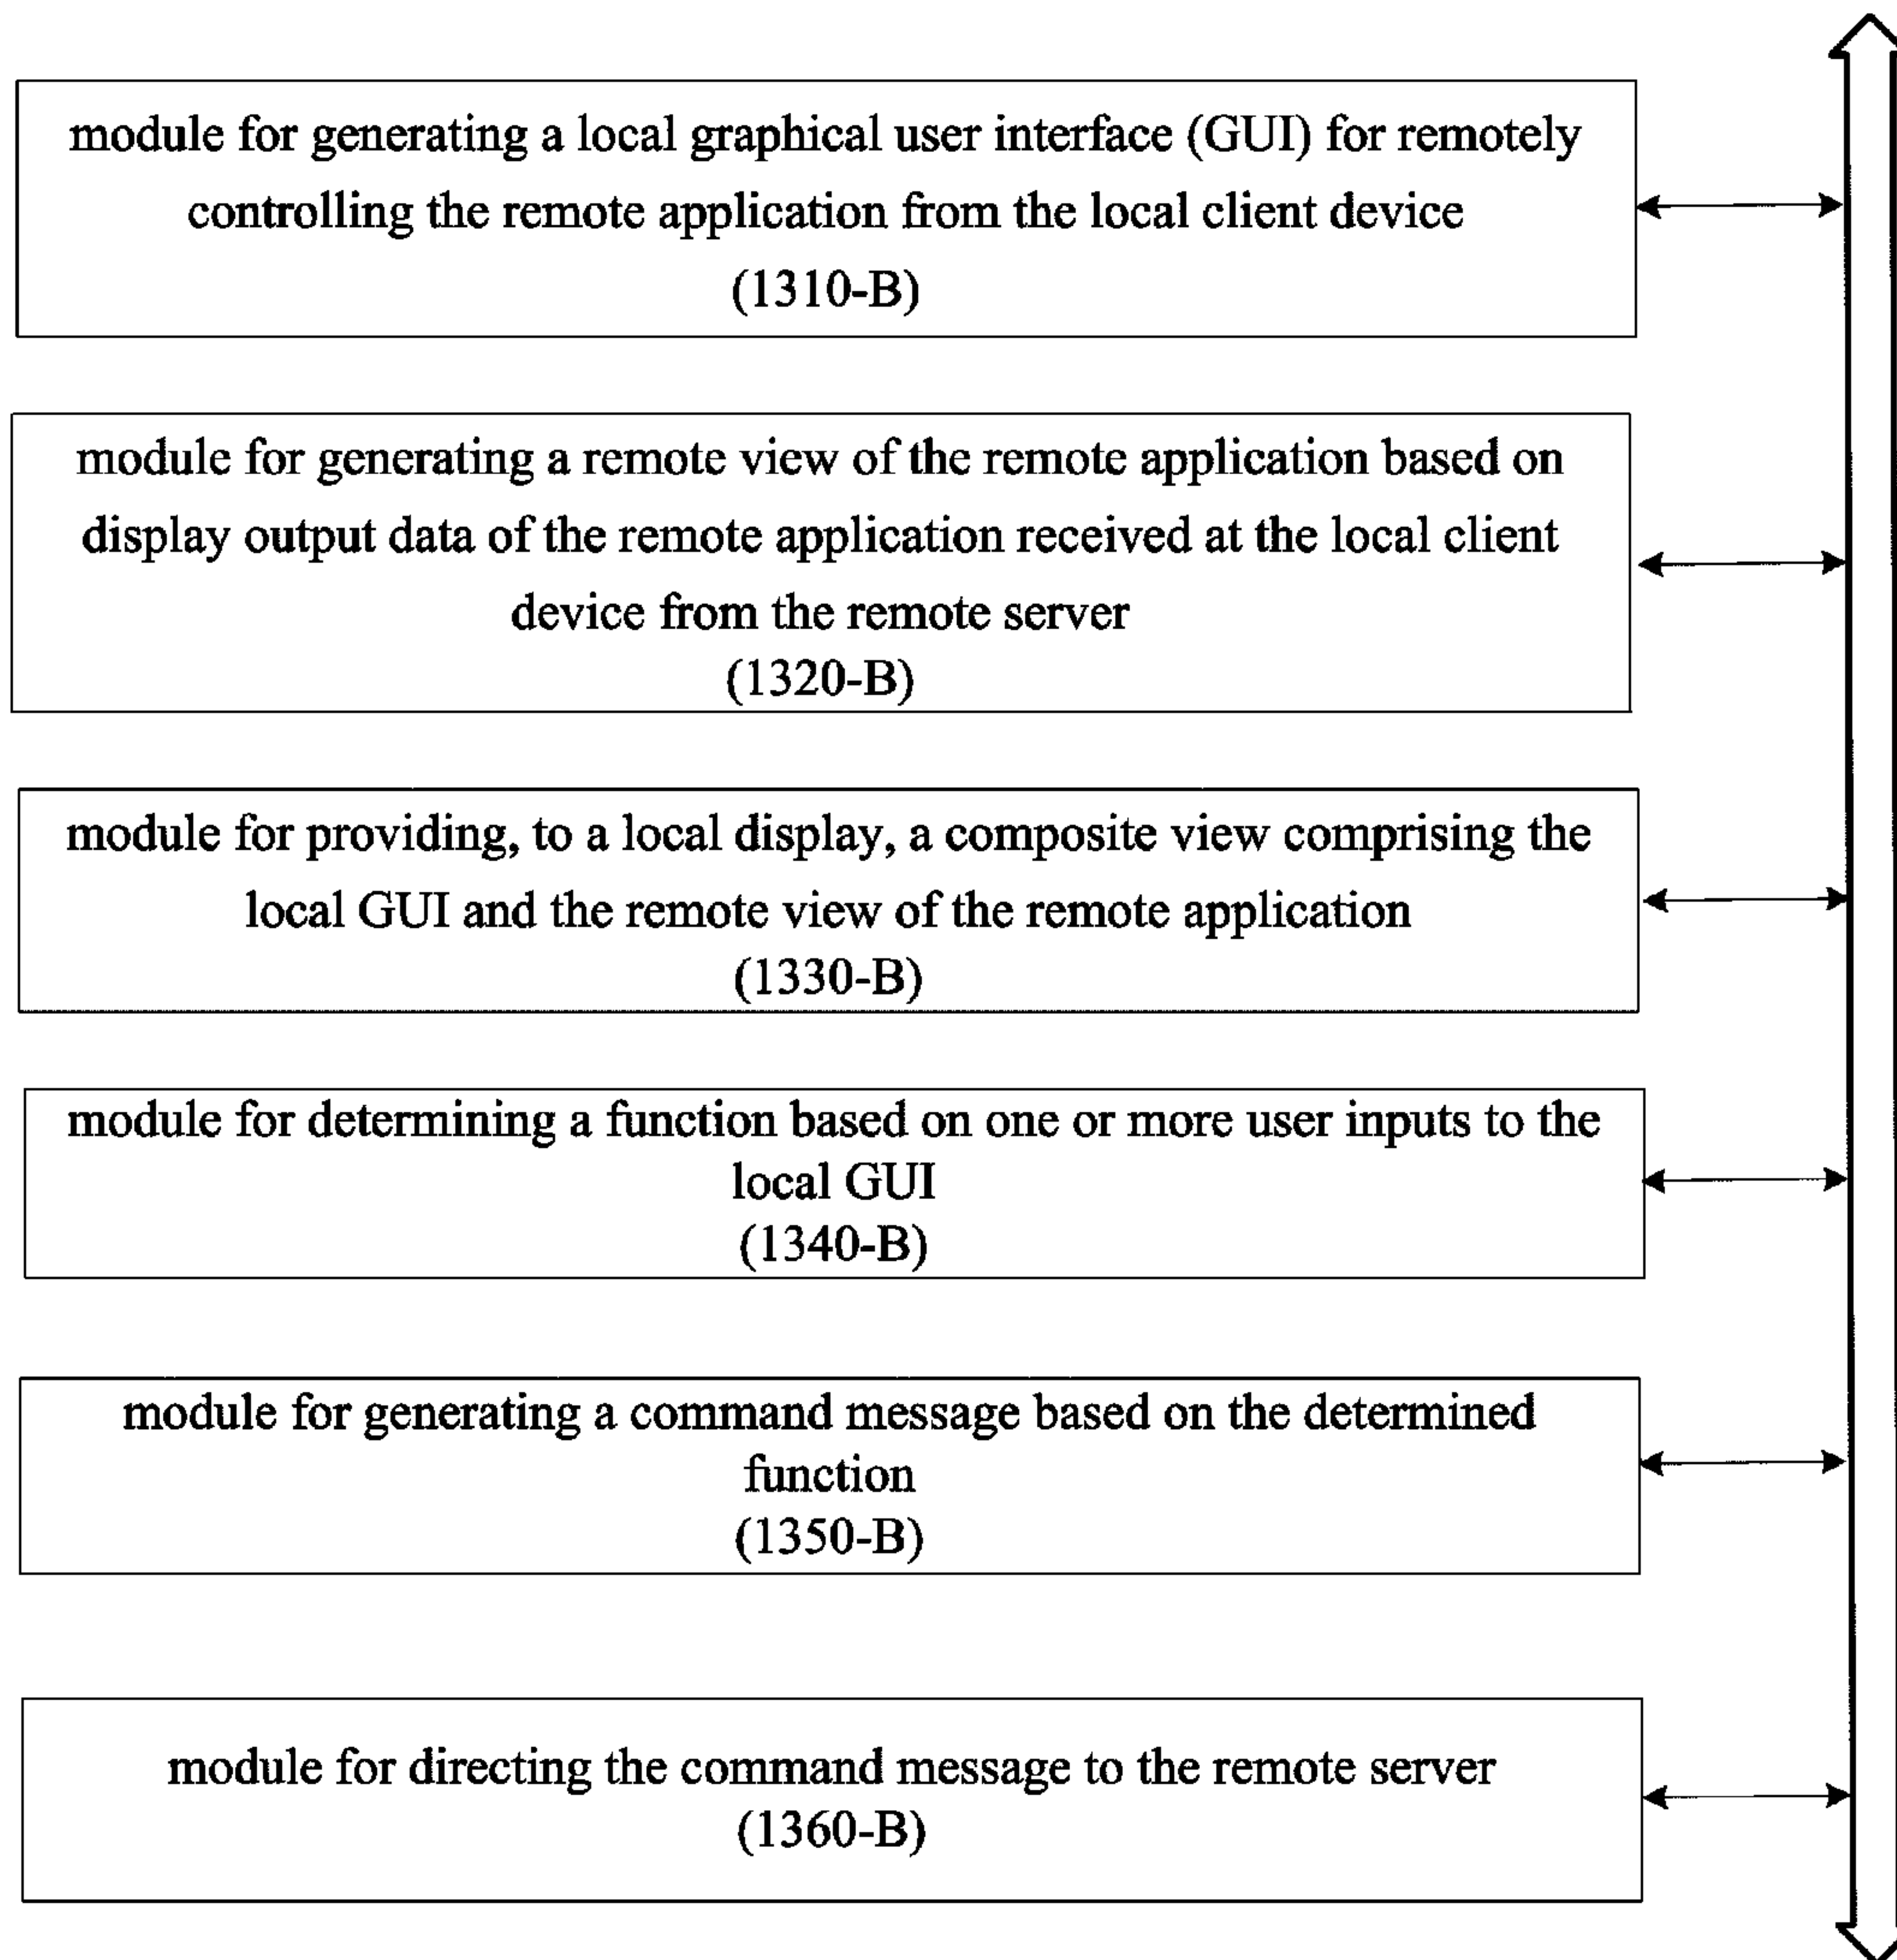 module for generating a local graphical user interface (GUI) for remotely
controlling the remote application from the local client device
(1310-B)
module for generating a remote view of the remote application based on
display output data of the remote application received at the local client
device from the remote server
(1320-B)
module for providing, to a local display, a composite view comprising the
local GUI and the remote view of the remote application
(1330-B)
module for determining a function based on one or more user inputs to the
local GUI
(1340-B)
module for generating a command message based on the determined
function
(1350-B)
module for directing the command message to the remote server
(1360-B)